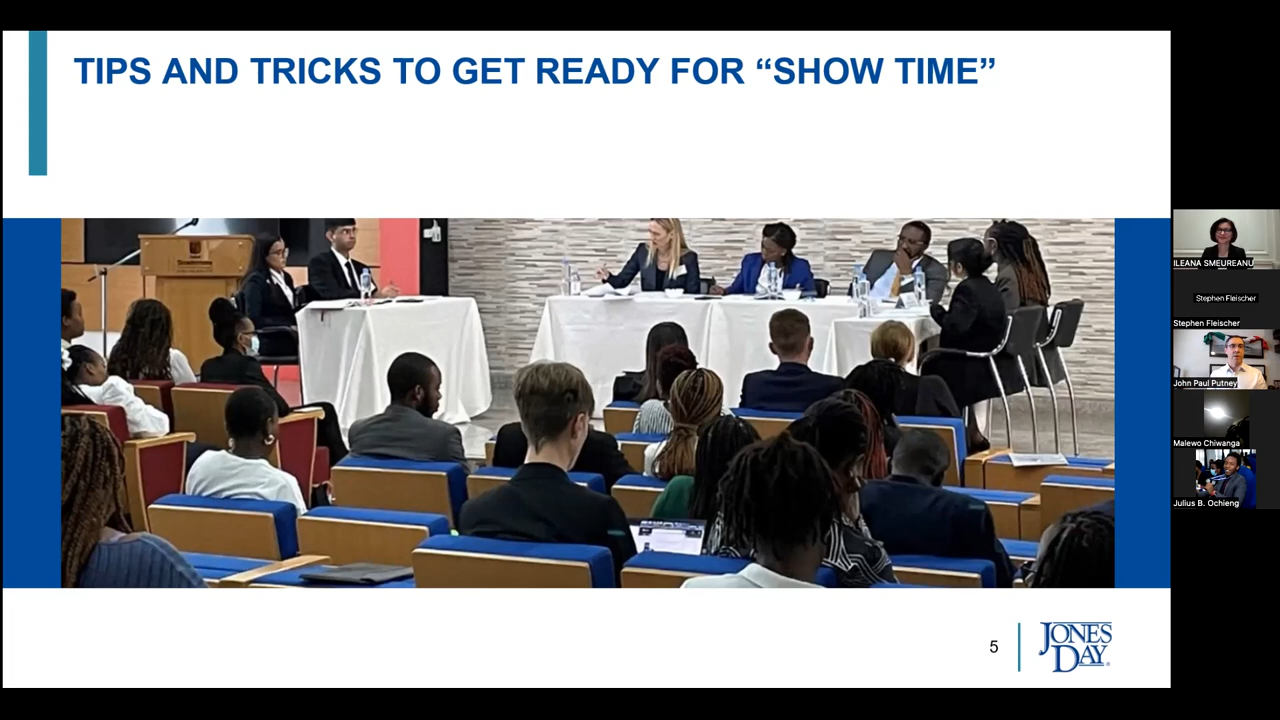 TIPS AND TRICKS TO GET READY FOR “SHOW TIME”
ILEANA SMEUREANU
Stephen Fleischer
Stephen Fleischer
John Paul Putney
Malewo Chiwanga
Julius B. Ochieng
5
JONES
DAY®